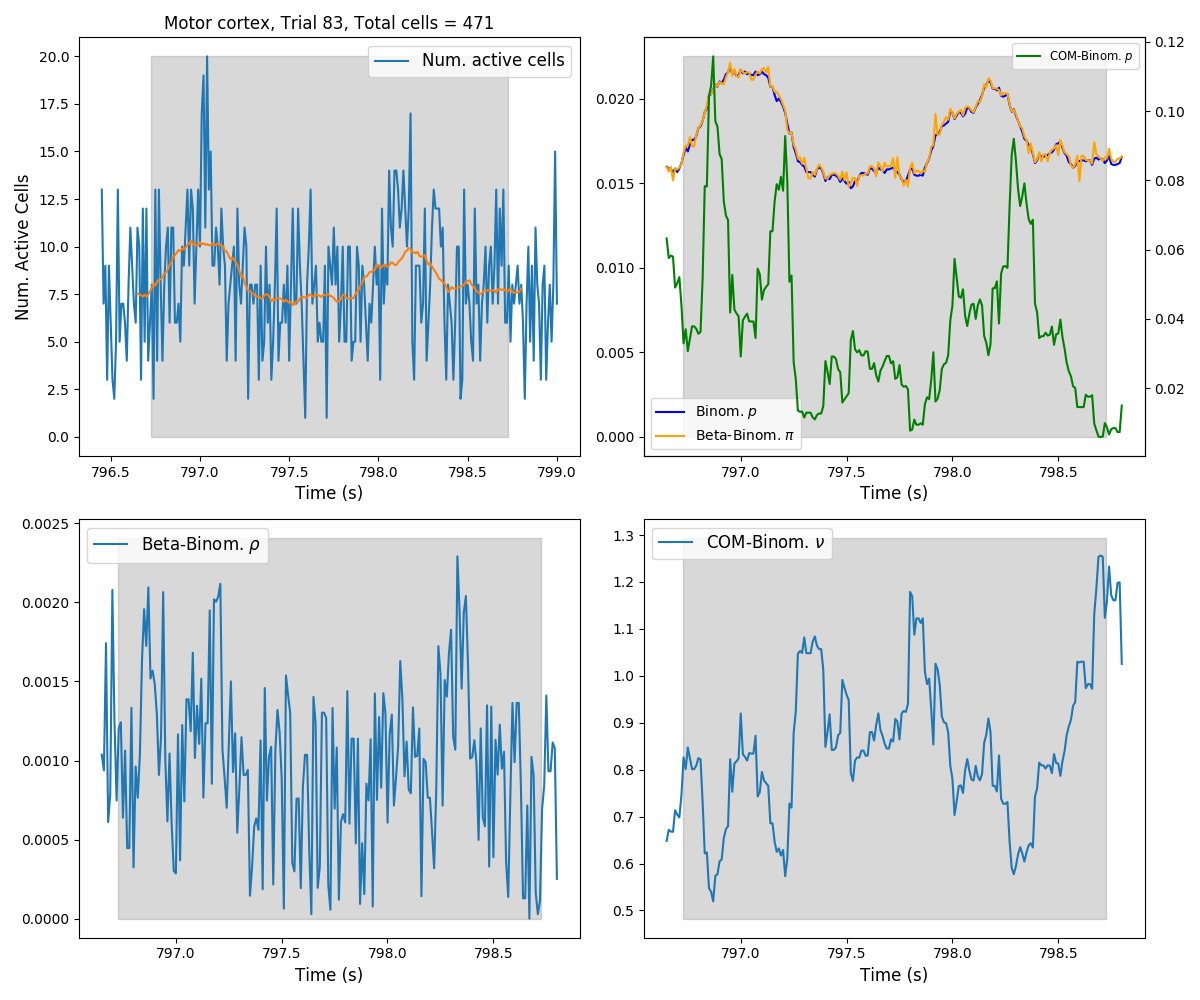 Motor cortex, Trial 83, Total cells = 471
Num. active cells
20.0
17.5
15.0
12.5
10.0
7.5
5.0
2.5
0.0
Num. Active Cells
796.5 797.0 797.5 798.0 798.5 799.0
Time (s)
COM-Binom. p
0.020
0.015
0.010
0.005
0.000
0.12
0.10
0.08
0.06
0.04
0.02
Binom. p
Beta-Binom. π
797.0 797.5 798.0 798.5
Time (s)
Beta-Binom. ρ
0.0025
0.0020
0.0015
0.0010
0.0005
0.0000
797.0 797.5 798.0 798.5
Time (s)
COM-Binom. ν
1.3
1.2
1.1
1.0
0.9
0.8
0.7
0.6
0.5
797.0 797.5 798.0 798.5
Time (s)